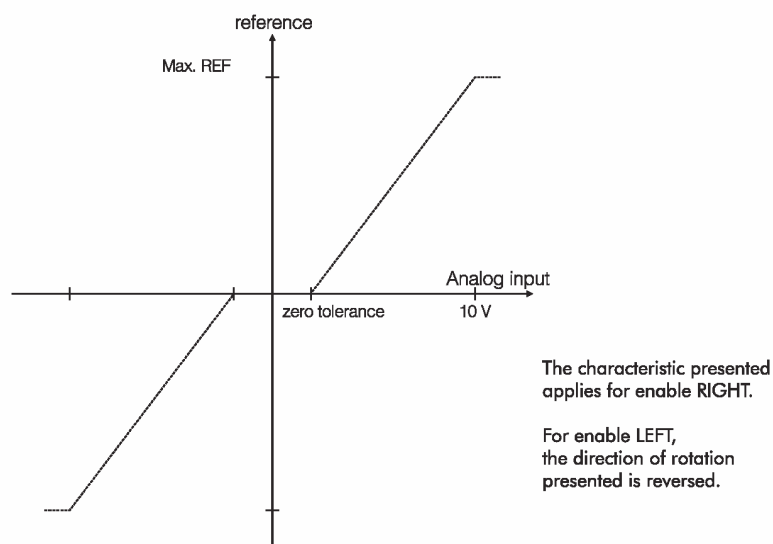 reference
Max. REF
Analog input
zero tolerance
10 V
The characteristic presented
applies for enable RIGHT.
For enable LEFT,
the direction of rotation
presented is reversed.